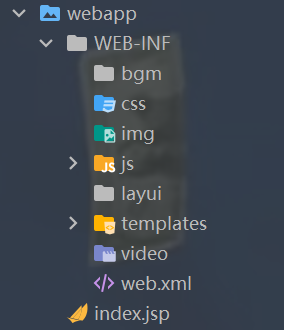 webapp
WEB-INF
bgm
css
img
js
layui
templates
video
web.xml
index.jsp